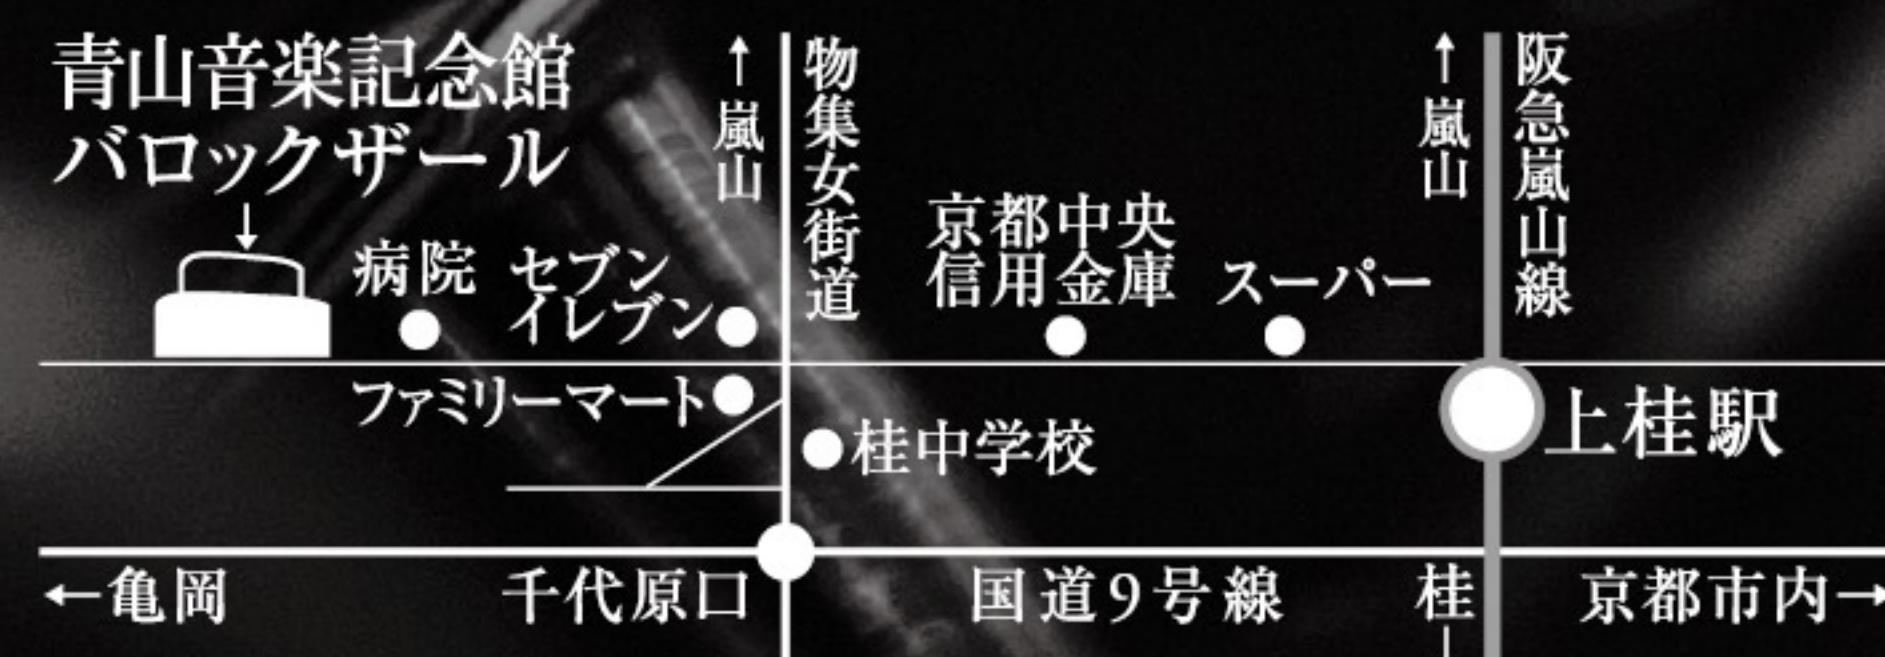 青山音楽記念館
バロックザール
↓
病院
セブン
イレブン
ファミリーマート
↑嵐山
物集女街道
京都中央
信用金庫
スーパー
↑嵐山
阪急嵐山線
桂中学校
上桂駅
←亀岡
千代原口
国道9号線
桂
京都市内→